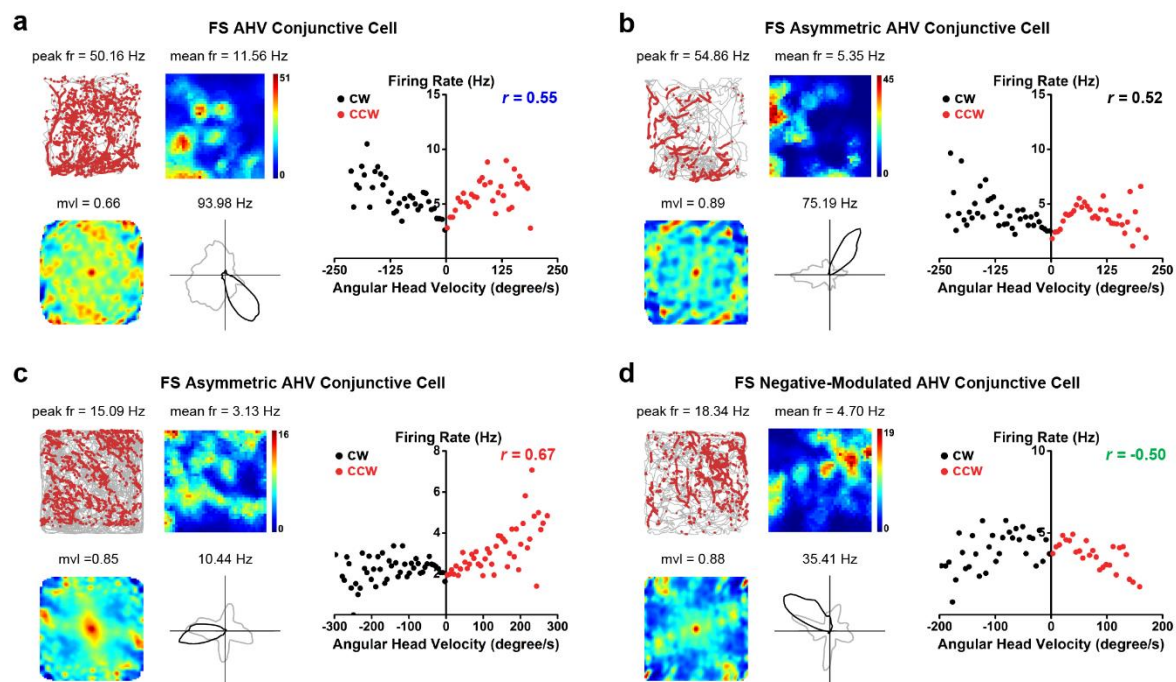 a
FS AHV Conjunctive Cell
peak fr = 50.16 Hz
mean fr = 11.56 Hz
51
0
mvl = 0.66
93.98 Hz
Firing Rate (Hz)
CW
CCW
r = 0.55
15
10
5
-250
-125
0
125
250
Angular Head Velocity (degree/s)
b
FS Asymmetric AHV Conjunctive Cell
peak fr = 54.86 Hz
mean fr = 5.35 Hz
45
0
mvl = 0.89
75.19 Hz
Firing Rate (Hz)
CW
CCW
r = 0.52
15
10
5
-250
-125
0
125
250
Angular Head Velocity (degree/s)
c
FS Asymmetric AHV Conjunctive Cell
peak fr = 15.09 Hz
mean fr = 3.13 Hz
16
0
mvl =0.85
10.44 Hz
Firing Rate (Hz)
CW
CCW
r = 0.67
8
6
4
2
-300
-200
-100
0
100
200
300
Angular Head Velocity (degree/s)
d
FS Negative-Modulated AHV Conjunctive Cell
peak fr = 18.34 Hz
mean fr = 4.70 Hz
19
0
mvl = 0.88
35.41 Hz
Firing Rate (Hz)
CW
CCW
r = -0.50
10
5
-200
-100
0
100
200
Angular Head Velocity (degree/s)